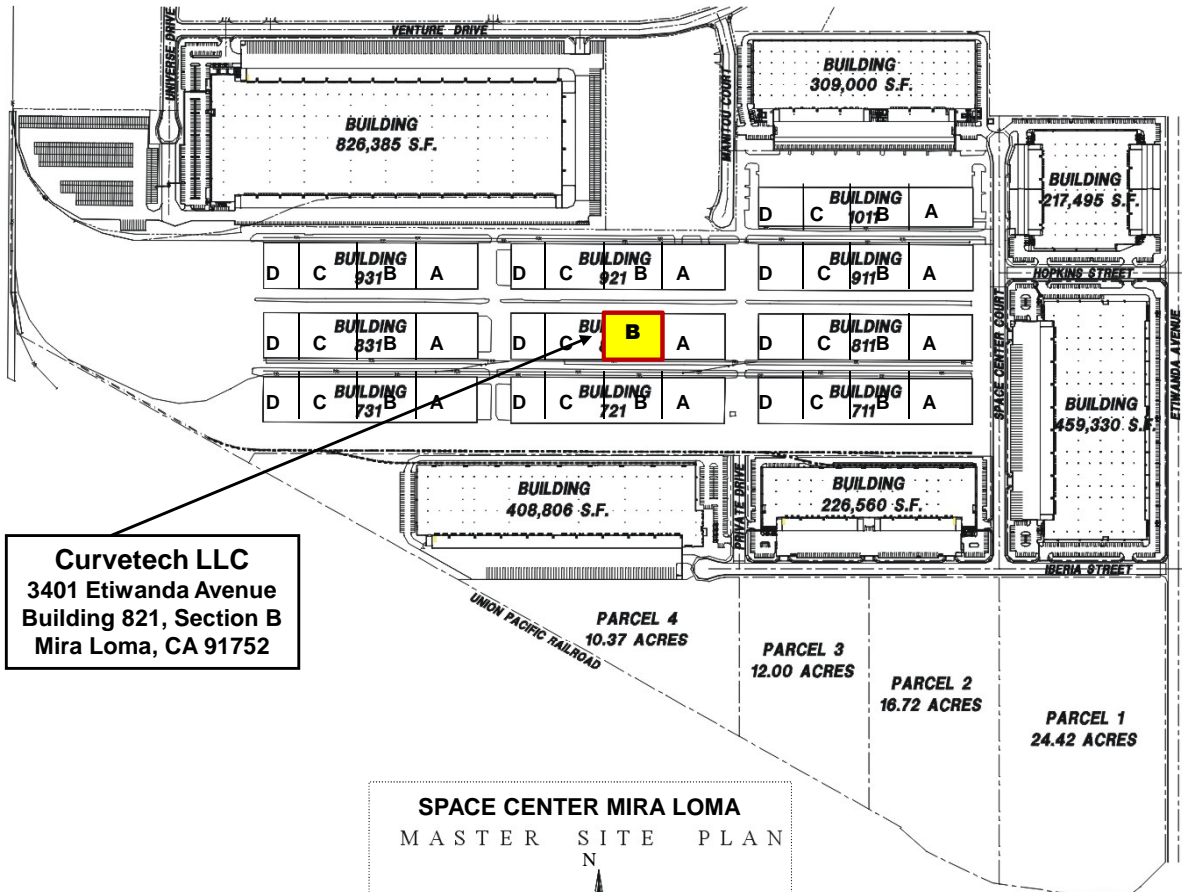 UNIVERSE DRIVE
VENTURE DRIVE
MANITOU COURT
BUILDING
309,000 S.F.
BUILDING
826,385 S.F.
BUILDING
217,495 S.F.
D C BUILDING B A
1011
HOPKINS STREET
D C BUILDING B A
931
D C BUILDING B A
921
D C BUILDING B A
911
SPACE CENTER COURT
ETIWANDA AVENUE
D C BUILDING B A
831
D C B A
D C BUILDING B A
811
D C BUILDING B A
731
D C BUILDING B A
721
D C BUILDING B A
711
BUILDING
459,330 S.F.
BUILDING
408,806 S.F.
PRIVATE DRIVE
BUILDING
226,560 S.F.
IBERIA STREET
Curvetech LLC
3401 Etiwanda Avenue
Building 821, Section B
Mira Loma, CA 91752
UNION PACIFIC RAILROAD
PARCEL 4
10.37 ACRES
PARCEL 3
12.00 ACRES
PARCEL 2
16.72 ACRES
PARCEL 1
24.42 ACRES
SPACE CENTER MIRA LOMA
MASTER SITE PLAN
N